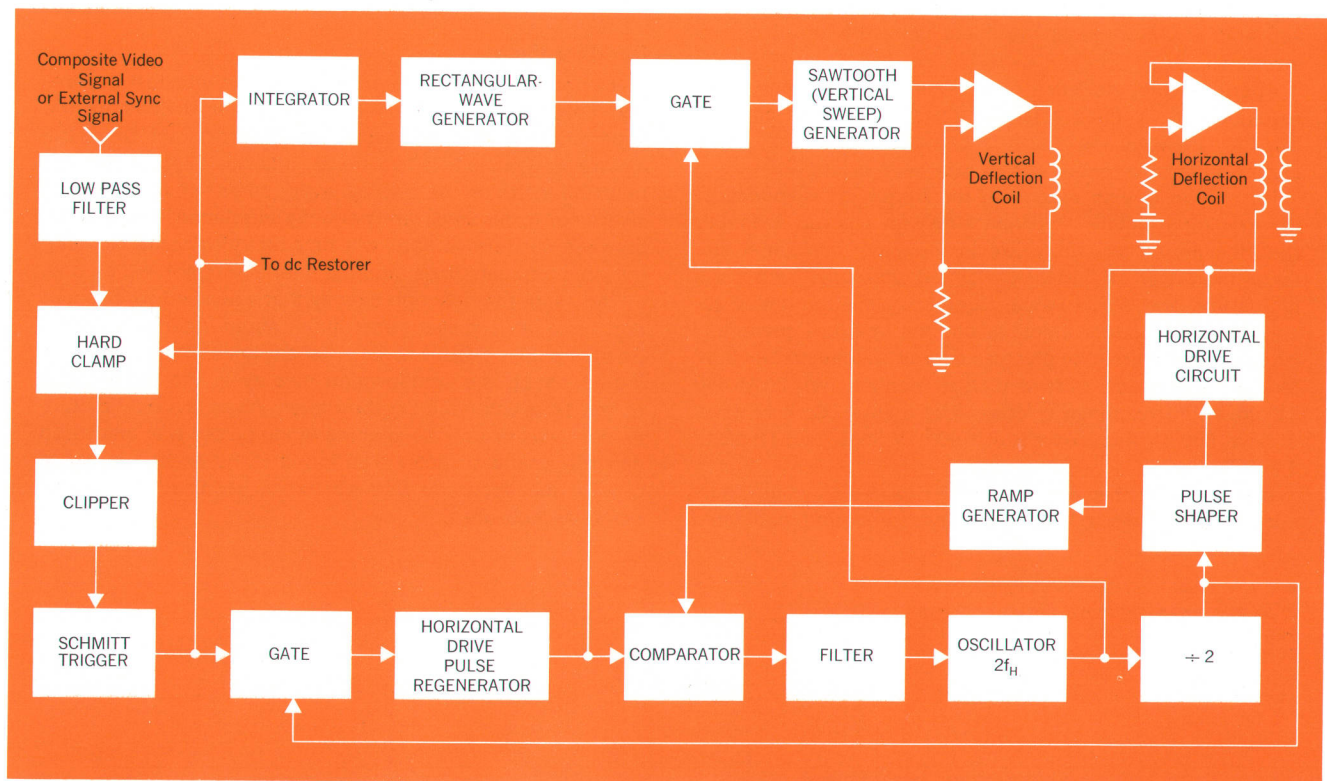 Composite Video
Signal
or External Sync
Signal
LOW PASS
FILTER
HARD
CLAMP
CLIPPER
SCHMITT
TRIGGER
INTEGRATOR
RECTANGULAR-
WAVE
GENERATOR
GATE
SAWTOOTH
(VERTICAL
SWEEP)
GENERATOR
Vertical
Deflection
Coil
Horizontal
Deflection
Coil
To dc Restorer
HORIZONTAL
DRIVE
CIRCUIT
RAMP
GENERATOR
PULSE
SHAPER
GATE
HORIZONTAL
DRIVE
PULSE
REGENERATOR
COMPARATOR
FILTER
OSCILLATOR
2fH
÷ 2